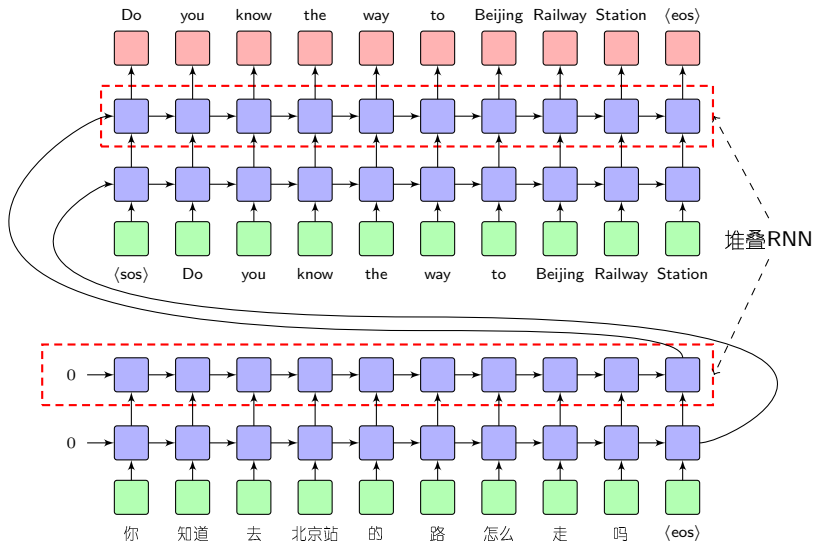 Do you know the way to Beijing Railway Station ⟨eos⟩
堆叠RNN
⟨sos⟩ Do you know the way to Beijing Railway Station
0
0
你 知道 去 北京站 的 路 怎么 走 吗 ⟨eos⟩